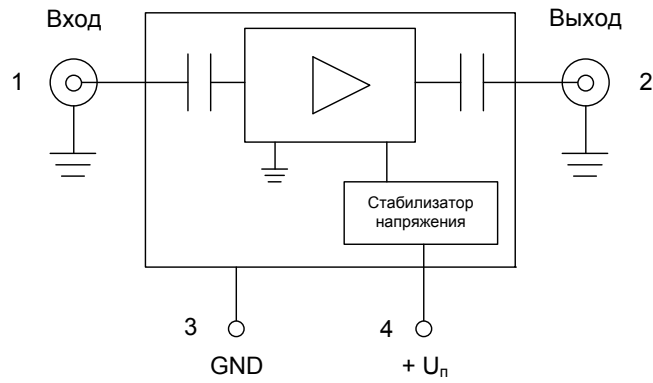 Вход
Выход
1
2
Стабилизатор
напряжения
3
4
GND
+ Uп